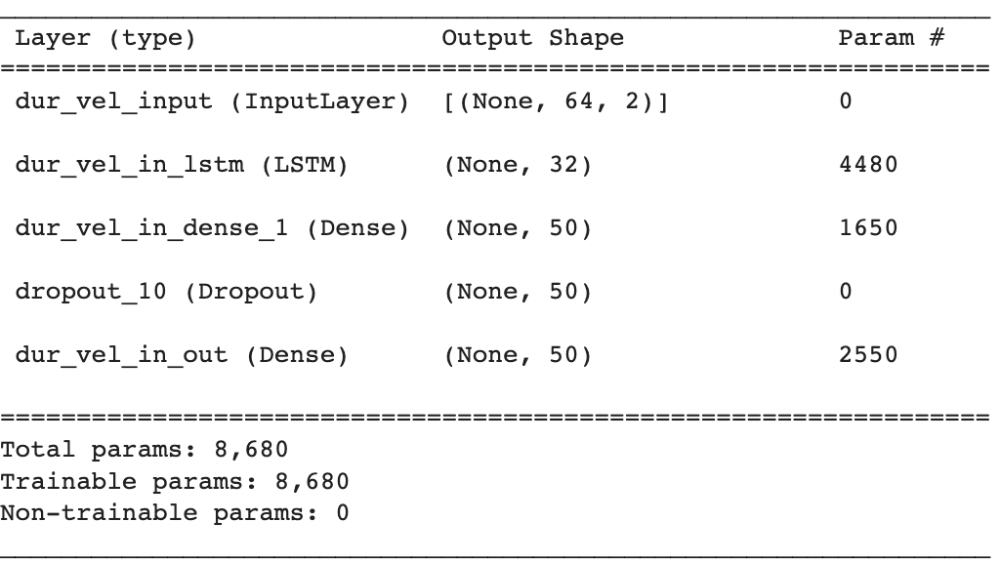 Layer (type) Output Shape Param #
=================================================================
dur_vel_input (InputLayer) [(None, 64, 2)] 0
dur_vel_in_lstm (LSTM) (None, 32) 4480
dur_vel_in_dense_1 (Dense) (None, 50) 1650
dropout_10 (Dropout) (None, 50) 0
dur_vel_in_out (Dense) (None, 50) 2550
=================================================================
Total params: 8,680
Trainable params: 8,680
Non-trainable params: 0